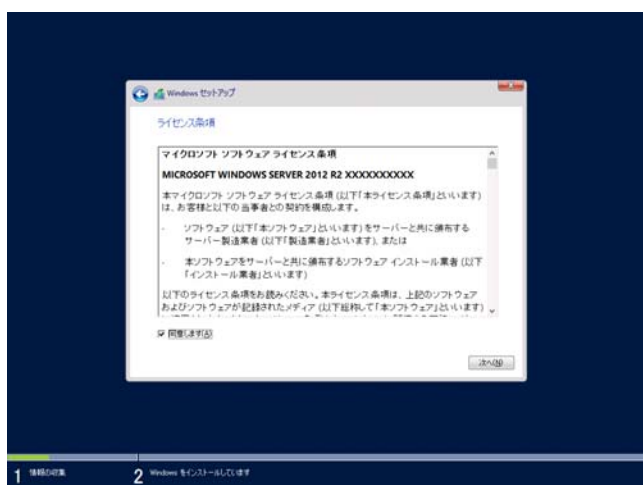 Windows セットアップ
ライセンス条項
マイクロソフト ソフトウェア ライセンス条項
MICROSOFT WINDOWS SERVER 2012 R2 XXXXXXXXXX
本マイクロソフト ソフトウェア ライセンス条項 (以下「本ライセンス条項」といいます)
は、お客様と以下の当事者との契約を構成します。
· ソフトウェア (以下「本ソフトウェア」といいます) をサーバーと共に頒布する
サーバー製造業者 (以下「製造業者」といいます)、または
· 本ソフトウェアをサーバーと共に頒布するソフトウェア インストール業者 (以下
「インストール業者」といいます)
以下のライセンス条項をお読みください。本ライセンス条項は、上記のソフトウェア
およびソフトウェアが記録されたメディア (以下総称して「本ソフトウェア」といいます)
同意します(A)
次へ(N)
1 情報の収集
2 Windows をインストールしています